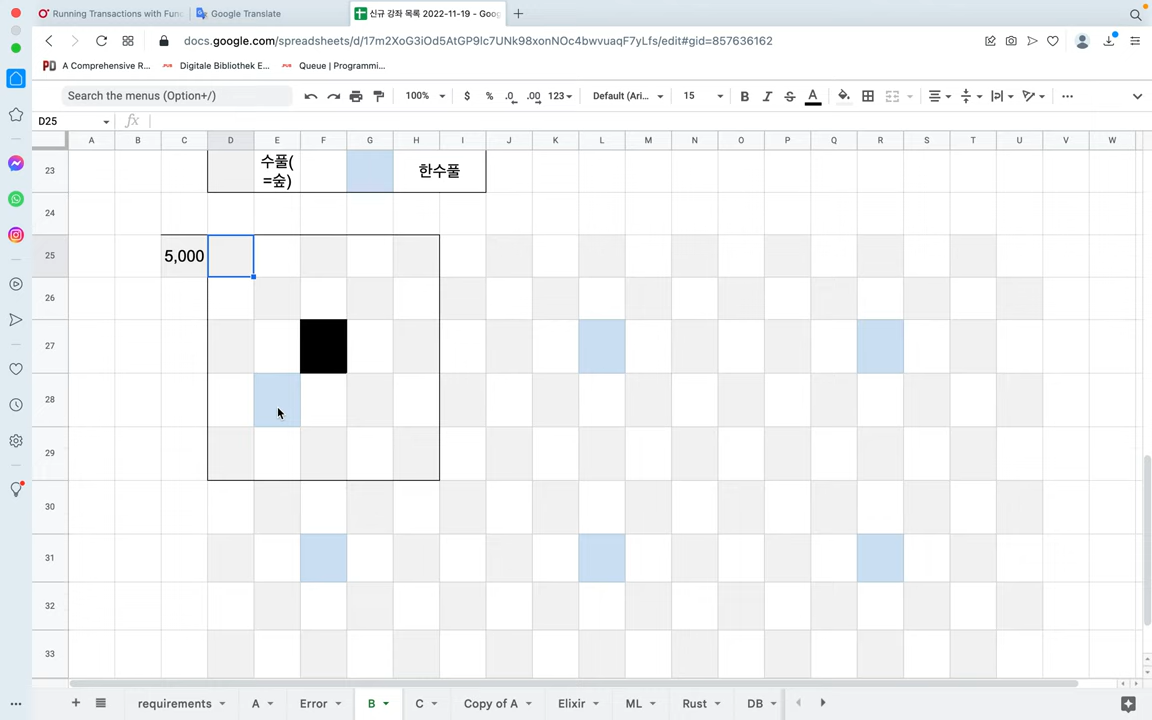 Running Transactions with Func
Google Translate
신규 강좌 목록 2022-11-19 - Goog
docs.google.com/spreadsheets/d/17m2XoG3iOd5AtGP9lc7UNk98xonNOc4bwvuaqF7yLfs/edit#gid=857636162
A Comprehensive R...
Digitale Bibliothek E...
Queue | Programmi...
Search the menus (Option+/)
100%
$
%
.0
.00
123
Default (Ari...
15
B
I
S
A
D25
fx
A B C D E F G H I J K L M N O P Q R S T U V W
23
수풀(
=숲)
한수풀
24
25
5,000
26
27
28
29
30
31
32
33
requirements
A
Error
B
C
Copy of A
Elixir
ML
Rust
DB